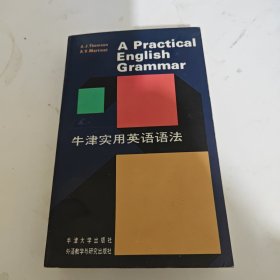 A.J.Thomson
A.V.Martinet
A Practical
English
Grammar
牛津实用英语语法
牛津大学出版社
外语教学与研究出版社